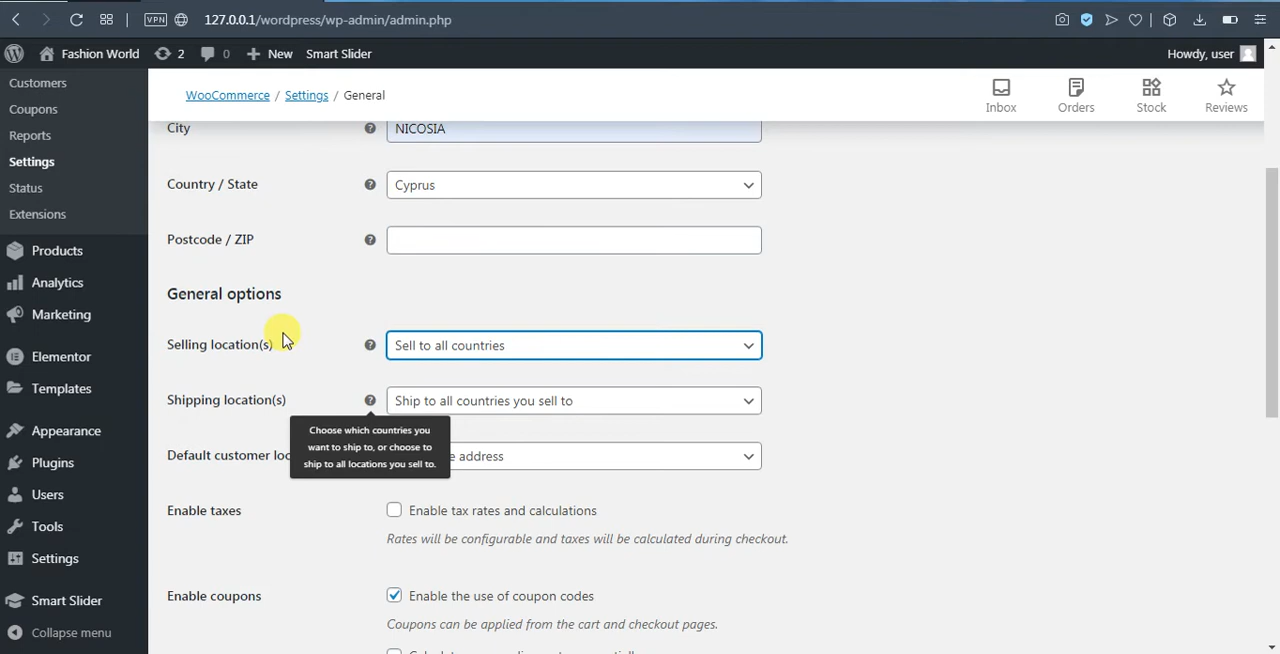 VPN
127.0.0.1/wordpress/wp-admin/admin.php
Fashion World
2
0
New
Smart Slider
Howdy, user
Customers
Coupons
Reports
Settings
Status
Extensions
Products
Analytics
Marketing
Elementor
Templates
Appearance
Plugins
Users
Tools
Settings
Smart Slider
Collapse menu
WooCommerce / Settings / General
Inbox
Orders
Stock
Reviews
City
NICOSIA
Country / State
Cyprus
Postcode / ZIP
General options
Selling location(s)
Sell to all countries
Shipping location(s)
Ship to all countries you sell to
Choose which countries you
want to ship to, or choose to
ship to all locations you sell to.
Default customer
address
Enable taxes
Enable tax rates and calculations
Rates will be configurable and taxes will be calculated during checkout.
Enable coupons
Enable the use of coupon codes
Coupons can be applied from the cart and checkout pages.